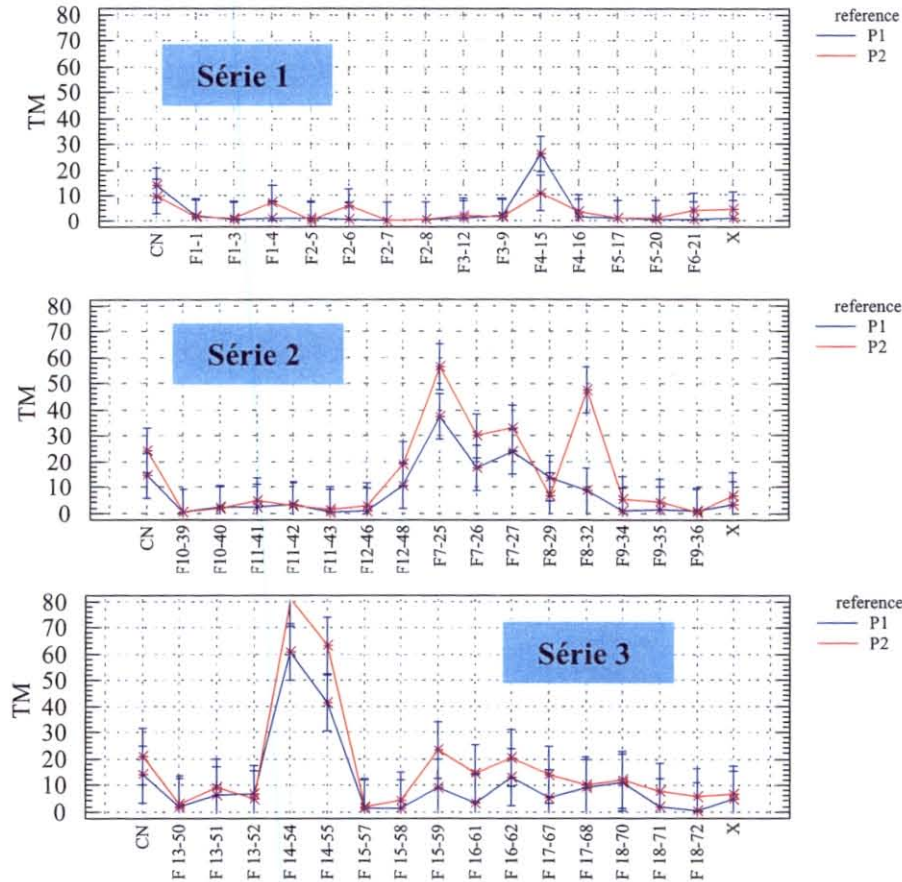 80
70
60
50
40
30
20
10
0
TM
Série 1
reference
P1
P2
CN
F1-1
F1-3
F1-4
F2-5
F2-6
F2-7
F2-8
F3-12
F3-9
F4-15
F4-16
F5-17
F5-20
F6-21
X
80
70
60
50
40
30
20
10
0
TM
Série 2
reference
P1
P2
CN
F10-39
F10-40
F11-41
F11-42
F11-43
F12-46
F12-48
F7-25
F7-26
F7-27
F8-29
F8-32
F9-34
F9-35
F9-36
X
80
70
60
50
40
30
20
10
0
TM
Série 3
reference
P1
P2
CN
F 13-50
F 13-51
F 13-52
F 14-54
F 14-55
F 15-57
F 15-58
F 15-59
F 16-61
F 16-62
F 17-67
F 17-68
F 18-70
F 18-71
F 18-72
X